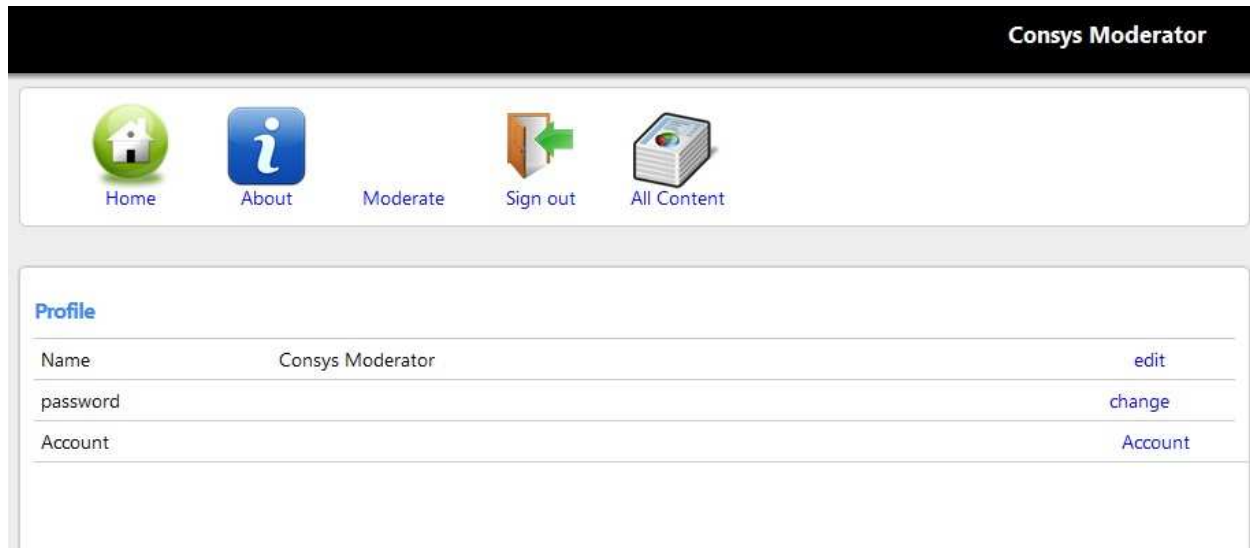 Consys Moderator
Home About Moderate Sign out All Content
Profile
Name Consys Moderator edit
password change
Account Account